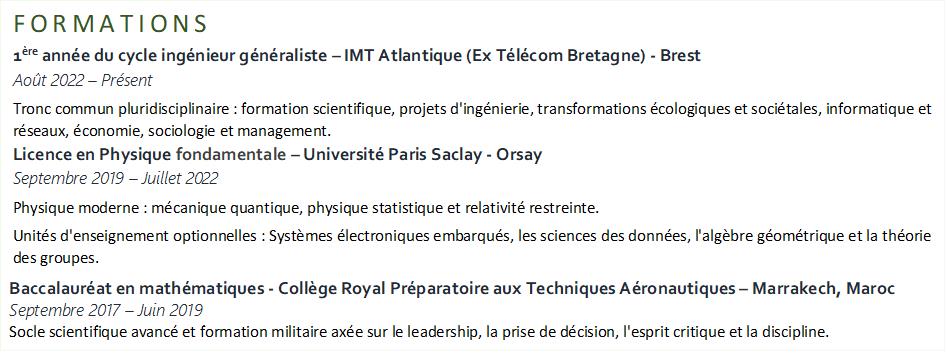 FORMATIONS
1ère année du cycle ingénieur généraliste – IMT Atlantique (Ex Télécom Bretagne) - Brest
Août 2022 – Présent
Tronc commun pluridisciplinaire : formation scientifique, projets d'ingénierie, transformations écologiques et sociétales, informatique et
réseaux, économie, sociologie et management.
Licence en Physique fondamentale – Université Paris Saclay - Orsay
Septembre 2019 – Juillet 2022
Physique moderne : mécanique quantique, physique statistique et relativité restreinte.
Unités d'enseignement optionnelles : Systèmes électroniques embarqués, les sciences des données, l'algèbre géométrique et la théorie
des groupes.
Baccalauréat en mathématiques - Collège Royal Préparatoire aux Techniques Aéronautiques – Marrakech, Maroc
Septembre 2017 – Juin 2019
Socle scientifique avancé et formation militaire axée sur le leadership, la prise de décision, l'esprit critique et la discipline.